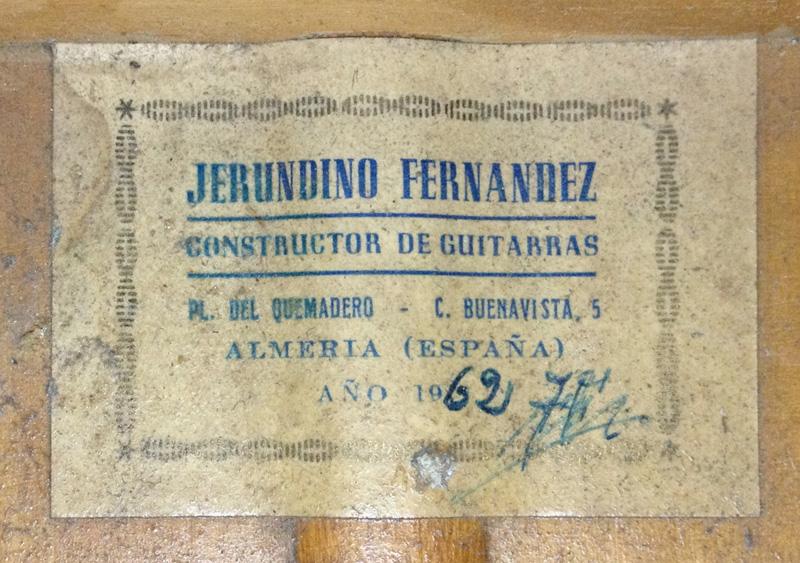 JERUNDINO FERNANDEZ
CONSTRUCTOR DE GUITARRAS
PL. DEL QUEMADERO - C. BUENAVISTA, 5
ALMERIA (ESPAÑA)
AÑO 1962